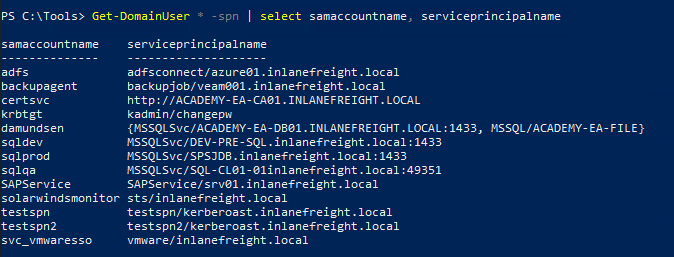 PS C:\Tools> Get-DomainUser * -spn | select samaccountname, serviceprincipalname
samaccountname serviceprincipalname
-------------- --------------------
adfs adfsconnect/azure01.inlanefreight.local
backupagent backupjob/veam001.inlanefreight.local
certsvc http://ACADEMY-EA-CA01.INLANEFREIGHT.LOCAL
krbtgt kadmin/changepw
damundsen {MSSQLSvc/ACADEMY-EA-DB01.INLANEFREIGHT.LOCAL:1433, MSSQL/ACADEMY-EA-FILE}
sqldev MSSQLSvc/DEV-PRE-SQL.inlanefreight.local:1433
sqlprod MSSQLSvc/SPSJDB.inlanefreight.local:1433
sqlqa MSSQLSvc/SQL-CL01-01inlanefreight.local:49351
SAPService SAPService/srv01.inlanefreight.local
solarwindsmonitor sts/inlanefreight.local
testspn testspn/kerberoast.inlanefreight.local
testspn2 testspn2/kerberoast.inlanefreight.local
svc_vmwaresso vmware/inlanefreight.local